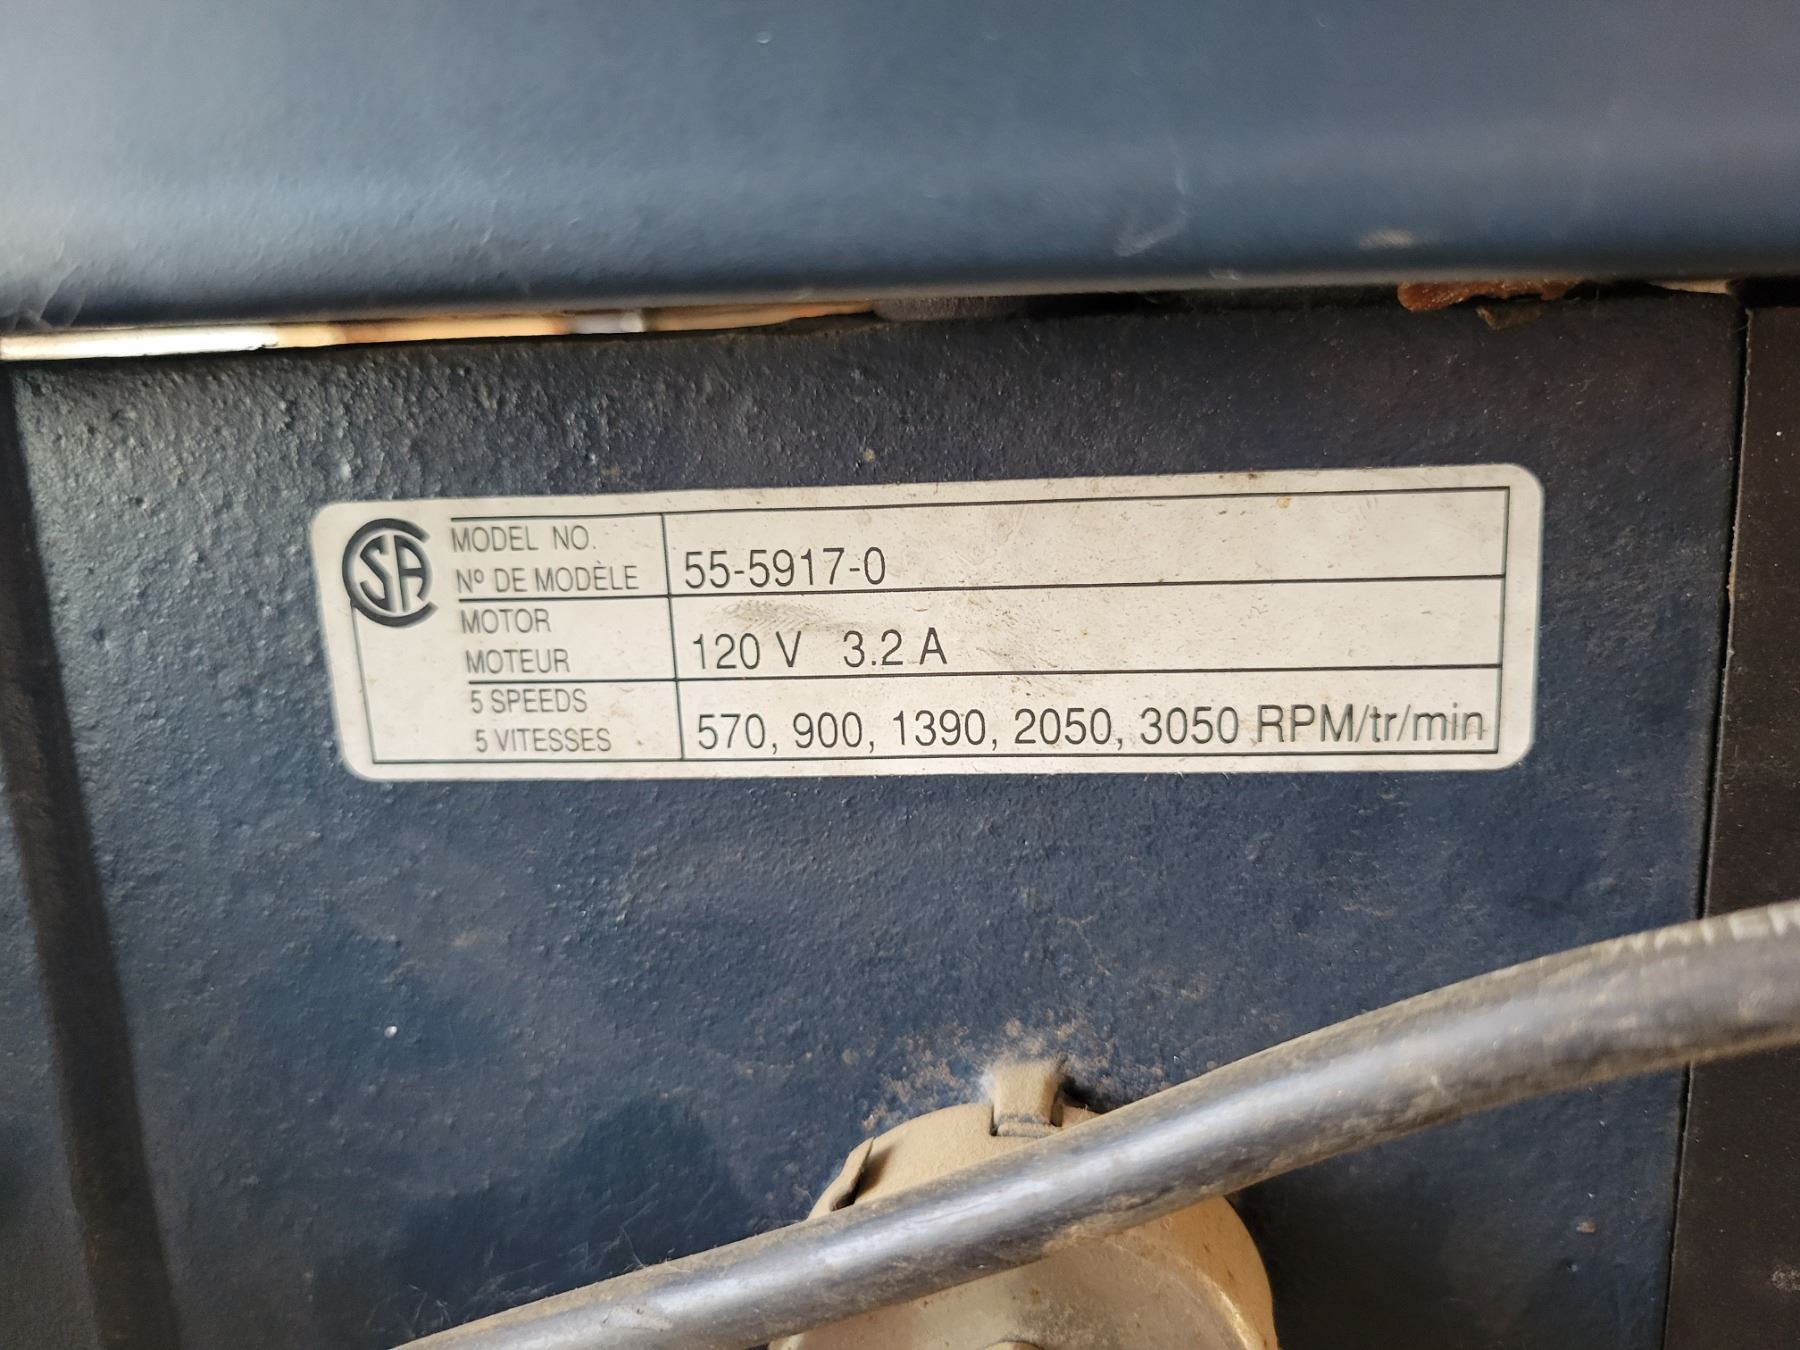 CSA
MODEL NO.
Nº DE MODÈLE
55-5917-0
MOTOR
MOTEUR
120 V 3.2 A
5 SPEEDS
5 VITESSES
570, 900, 1390, 2050, 3050 RPM/tr/min
WATER